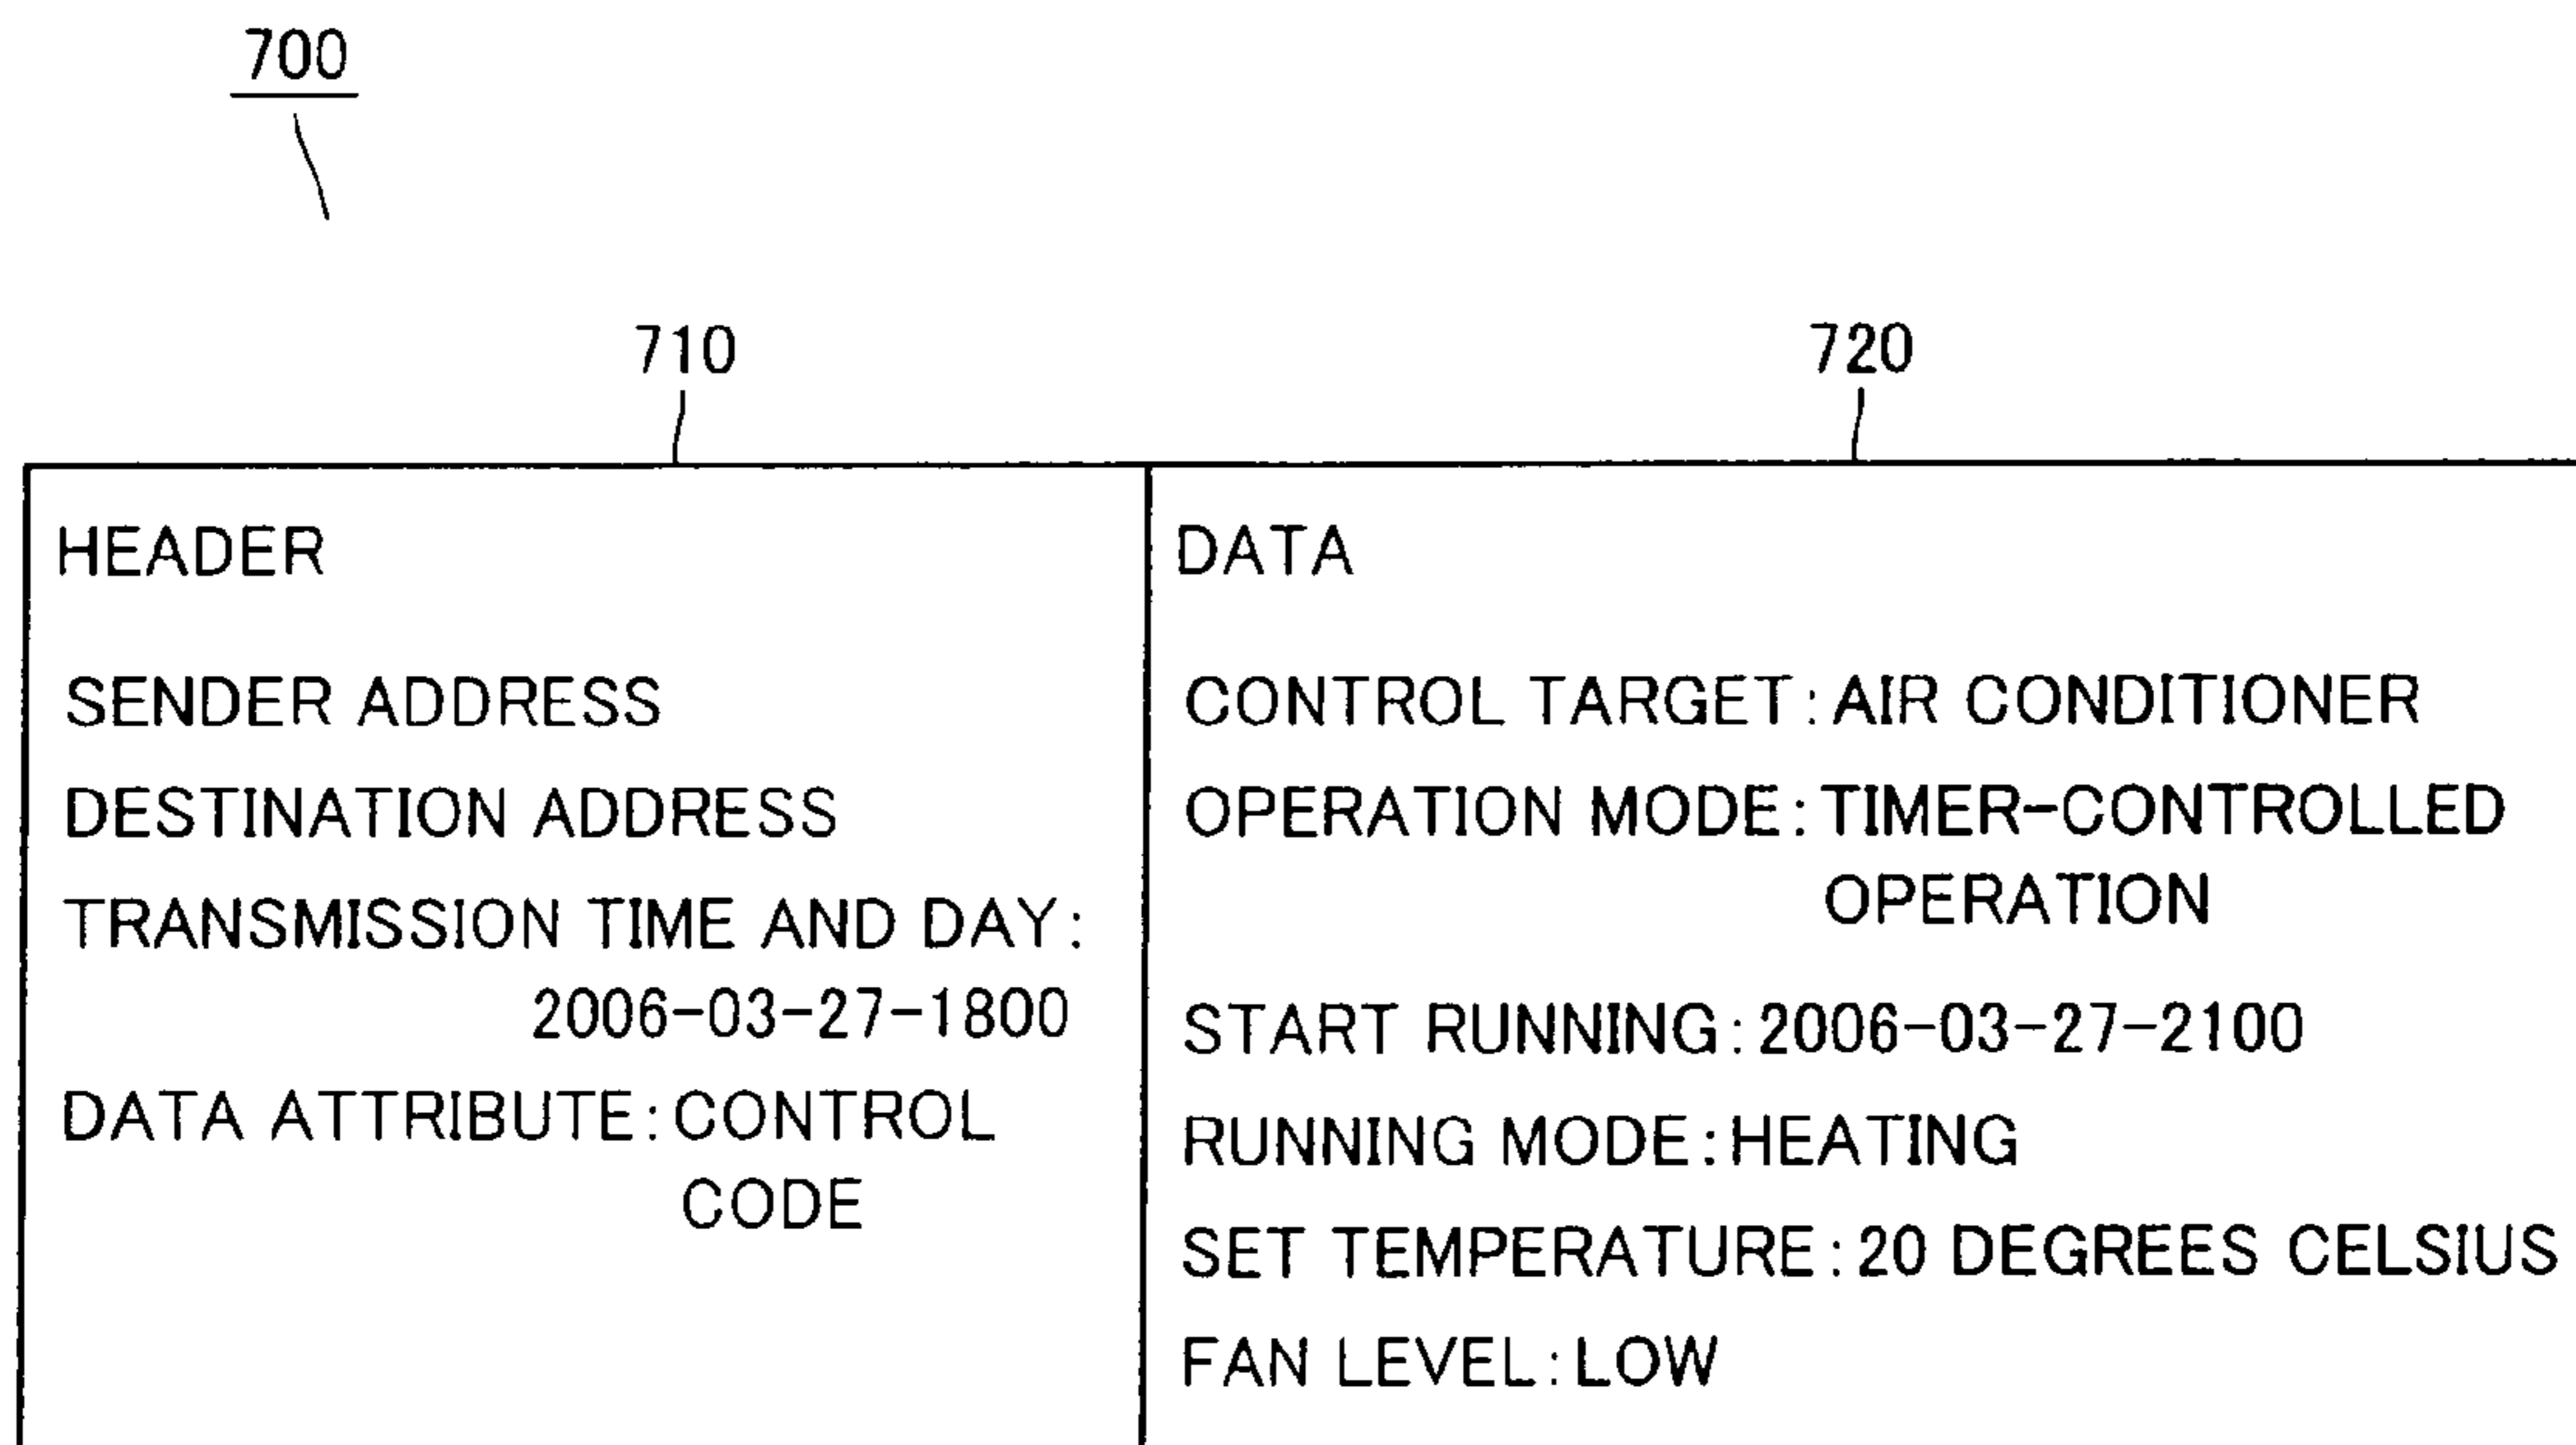 700
710
720
HEADER
SENDER ADDRESS
DESTINATION ADDRESS
TRANSMISSION TIME AND DAY:
2006-03-27-1800
DATA ATTRIBUTE:CONTROL
CODE
DATA
CONTROL TARGET:AIR CONDITIONER
OPERATION MODE:TIMER-CONTROLLED
OPERATION
START RUNNING:2006-03-27-2100
RUNNING MODE:HEATING
SET TEMPERATURE:20 DEGREES CELSIUS
FAN LEVEL:LOW